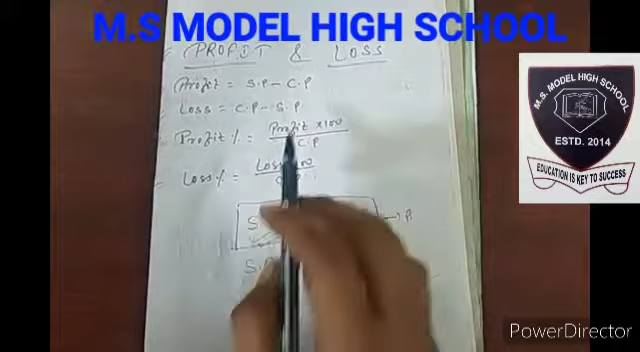 M.S MODEL HIGH SCHOOL
PROFIT & LOSS
Profit = S.P - C.P
Loss = C.P - S.P
Profit % = Profit × 100
C.P
Loss % =
S
P
M.S. MODEL HIGH SCHOOL
ESTD. 2014
EDUCATION IS KEY TO SUCCESS
PowerDirector